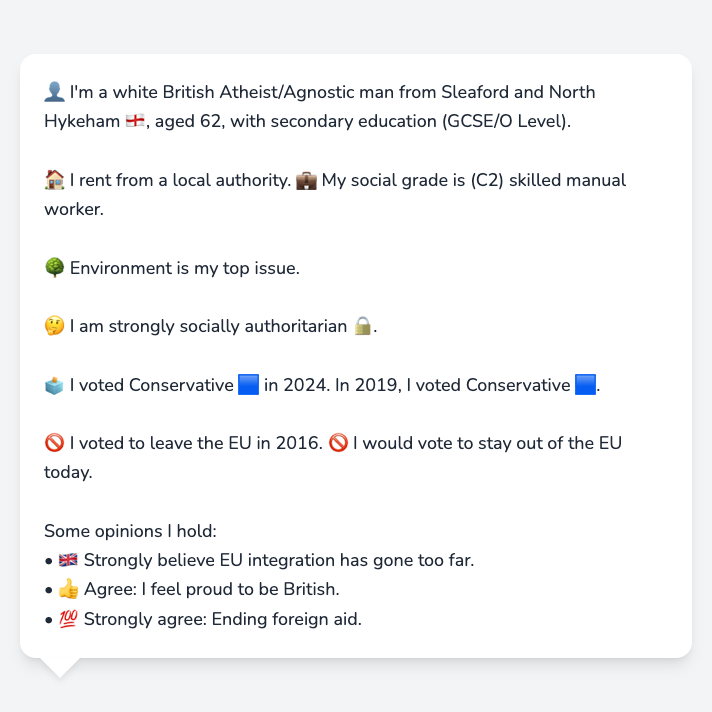 👤 I'm a white British Atheist/Agnostic man from Sleaford and North
Hykeham 🏴󠁧󠁢󠁥󠁮󠁧󠁿, aged 62, with secondary education (GCSE/O Level).
🏠 I rent from a local authority. 💼 My social grade is (C2) skilled manual
worker.
🌳 Environment is my top issue.
🤔 I am strongly socially authoritarian 🔒.
🗳️ I voted Conservative 🟦 in 2024. In 2019, I voted Conservative 🟦.
🚫 I voted to leave the EU in 2016. 🚫 I would vote to stay out of the EU
today.
Some opinions I hold:
• 🇬🇧 Strongly believe EU integration has gone too far.
• 👍 Agree: I feel proud to be British.
• 💯 Strongly agree: Ending foreign aid.